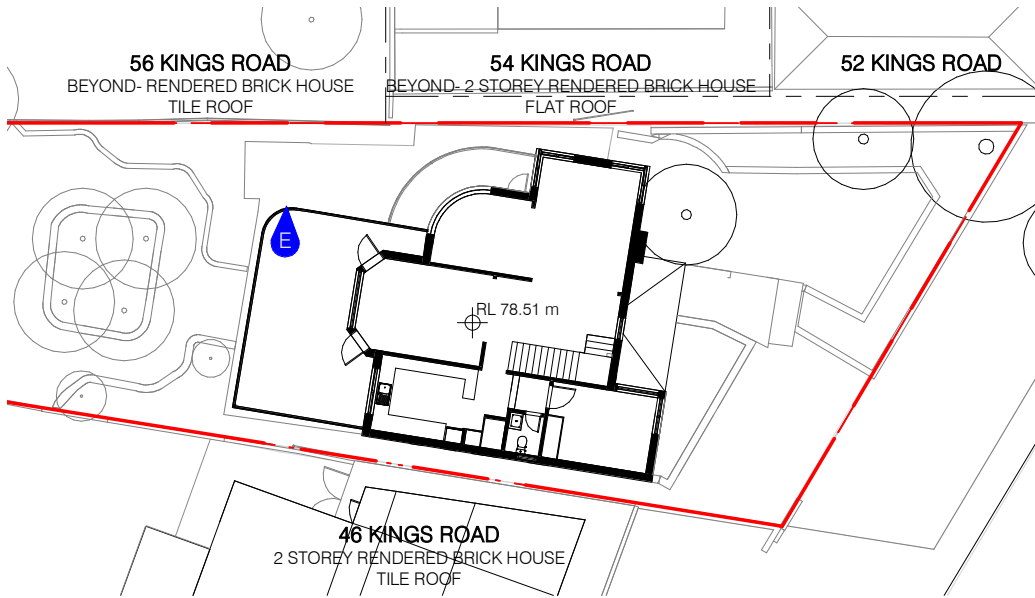 56 KINGS ROAD
BEYOND- RENDERED BRICK HOUSE
TILE ROOF
54 KINGS ROAD
BEYOND- 2 STOREY RENDERED BRICK HOUSE
FLAT ROOF
52 KINGS ROAD
E
RL 78.51 m
46 KINGS ROAD
2 STOREY RENDERED BRICK HOUSE
TILE ROOF